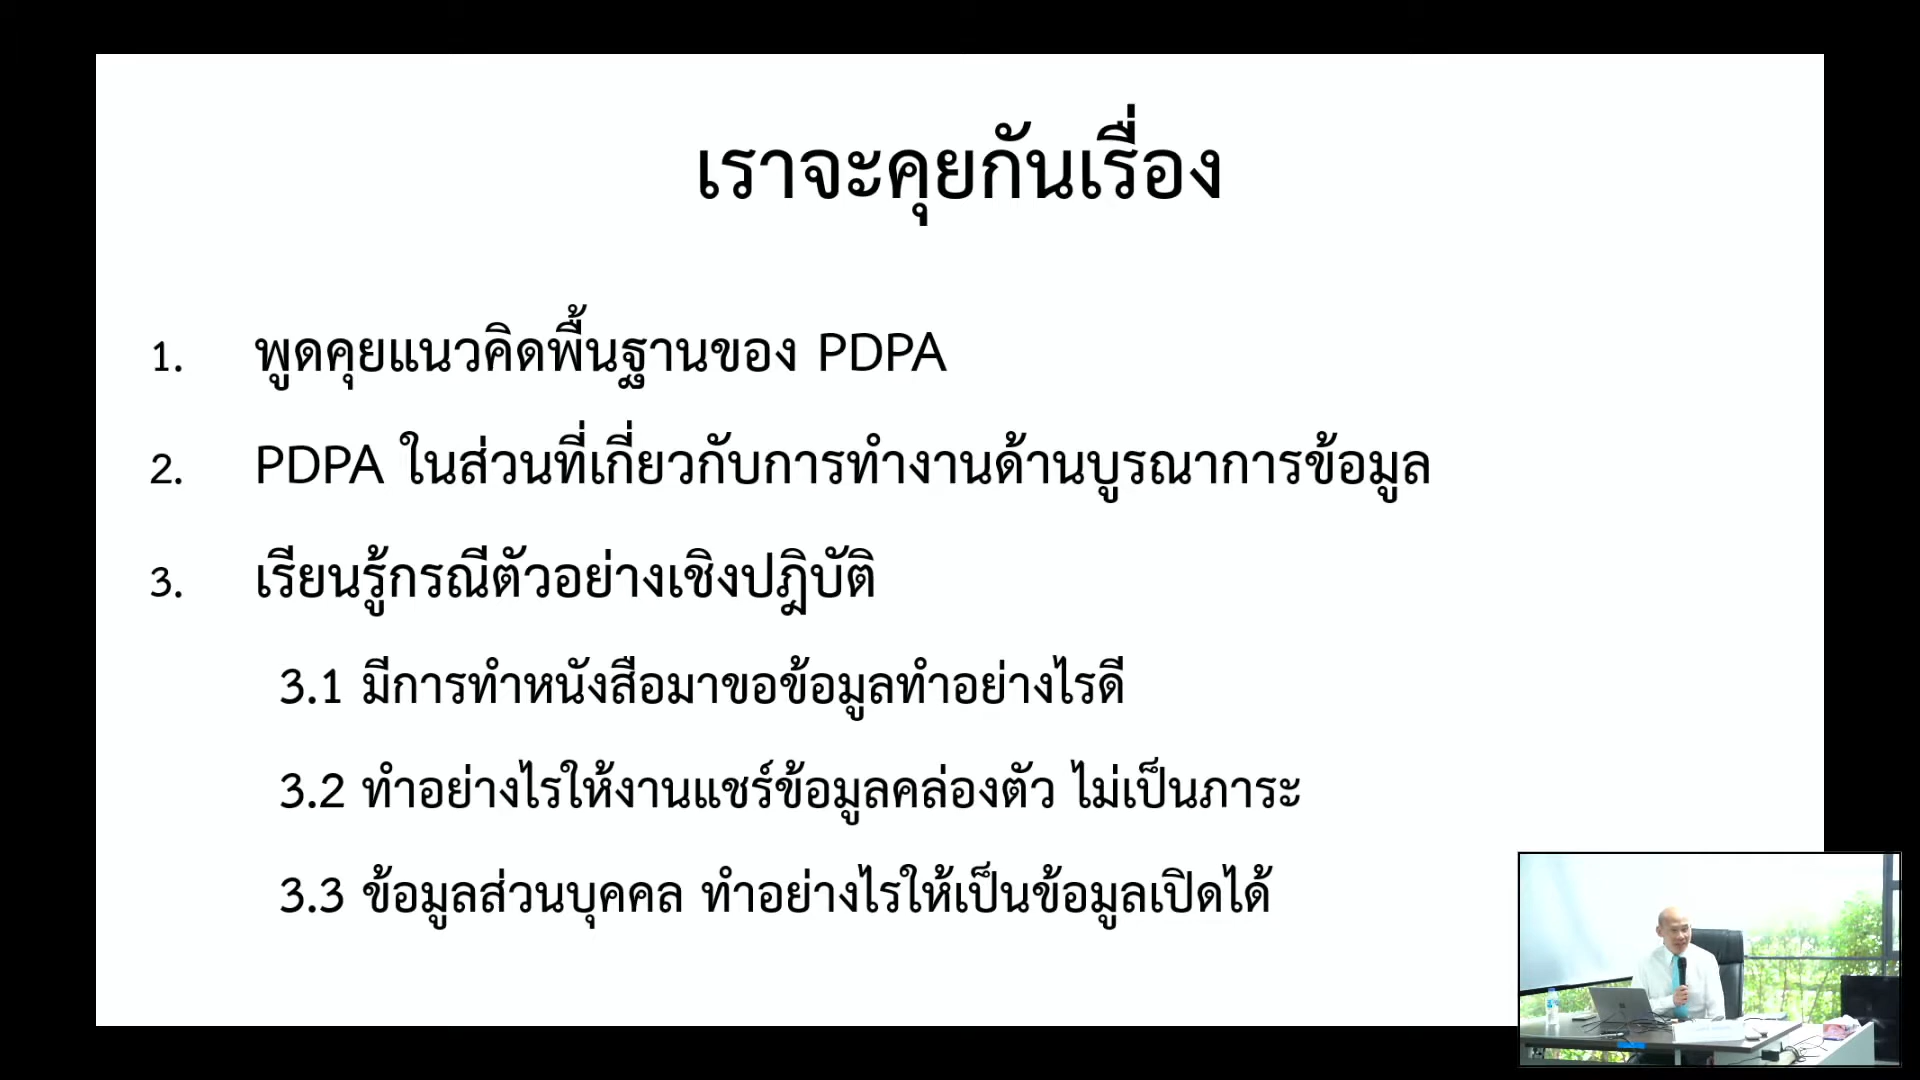 เราจะคุยกันเรื่อง
1. พูดคุยแนวคิดพื้นฐานของ PDPA
2. PDPA ในส่วนที่เกี่ยวกับการทำงานด้านบูรณาการข้อมูล
3. เรียนรู้กรณีตัวอย่างเชิงปฎิบัติ
3.1 มีการทำหนังสือมาขอข้อมูลทำอย่างไรดี
3.2 ทำอย่างไรให้งานแชร์ข้อมูลคล่องตัว ไม่เป็นภาระ
3.3 ข้อมูลส่วนบุคคล ทำอย่างไรให้เป็นข้อมูลเปิดได้